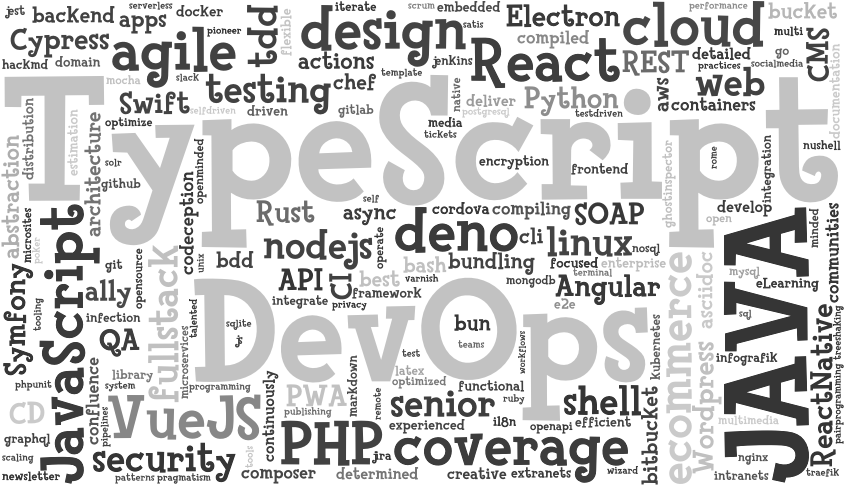 jest
backend
serverless
apps
docker
pioneer
tdd
flexible
iterate
design
scrum
embedded
satis
Electron
compiled
cloud
performance
bucket
multi
CMS
Cypress
agile
hackmd
domain
mocha
slack
actions
chef
template
jenkins
React
REST
detailed
practices
go
socialmedia
documentation
Swift
testing
selfdriven
driven
gitlab
native
deliver
postgresql
Python
testdriven
aws
web
containers
TypeScript
distribution
estimation
architecture
optimize
media
tickets
encryption
frontend
ghostinspector
rome
integration
nushell
abstraction
microsites
poker
solr
github
codeception
openminded
Rust
self
async
cordova
compiling
SOAP
develop
open
minded
communities
JavaScript
git
opensource
fullstack
unix
bdd
nodejs
operate
deno
cli
linux
nosql
API
CI
best
bash
varnish
bundling
focused
terminal
enterprise
mongodb
Angular
ecommerce
asciidoc
mysql
JAVA
eLearning
Symfony
tooling
a11y
infection
QA
integrate
privacy
framework
e2e
DevOps
talented
sqlite
js
bun
teams
workflows
kubernetes
sql
infografik
ReactNative
treeshaking
pairprogramming
phpunit
confluence
library
system
microservices
programming
continuously
PWA
publishing
markdown
test
latex
optimized
functional
ruby
shell
bitbucket
Wordpress
multimedia
CD
graphql
scaling
newsletter
pipelines
VueJS
security
patterns
pragmatism
tools
composer
PHP
remote
jira
determined
senior
experienced
i18n
coverage
openapi
efficient
creative
extranets
wizard
nginx
intranets
traefik